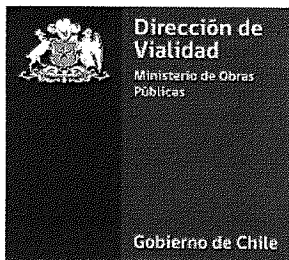 Dirección de
Vialidad
Ministerio de Obras
Públicas
Gobierno de Chile